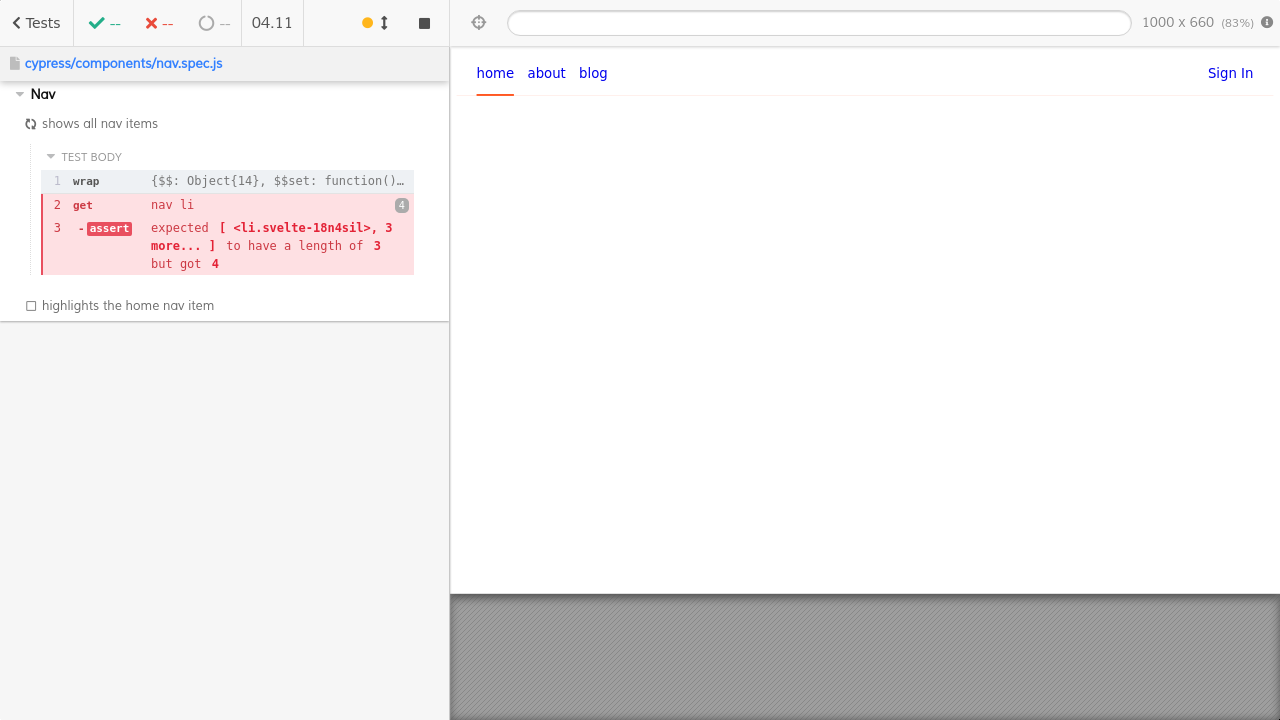 Tests -- -- -- 04.11
1000 x 660 (83%)
cypress/components/nav.spec.js
Nav
shows all nav items
TEST BODY
1 wrap {$$: Object{14}, $$set: function()…
2 get nav li 4
3 -assert expected [ <li.svelte-18n4sil>, 3
more... ] to have a length of 3
but got 4
highlights the home nav item
home about blog Sign In